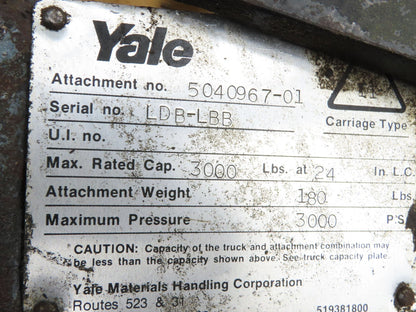 Yale
Attachment no. 5040967-01
Serial no. LDB-LBB
Carriage Type
U.I. no.
Max. Rated Cap. 3000 Lbs. at 24 In. L.C.
Attachment Weight 180 Lbs
Maximum Pressure 3000 P'S
CAUTION: Capacity of the truck and attachment combination may
be less than the capacity shown above. See truck capacity plate.
Yale Materials Handling Corporation
Routes 523 & 31
519381800